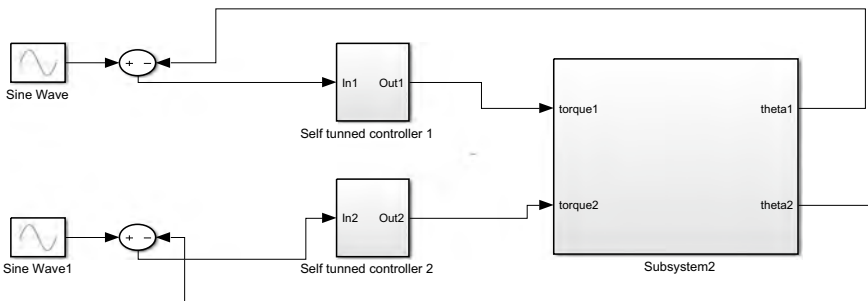 + −
Sine Wave
In1 Out1
Self tunned controller 1
torque1 theta1
In2 Out2
torque2 theta2
+ −
Sine Wave1
Self tunned controller 2
Subsystem2